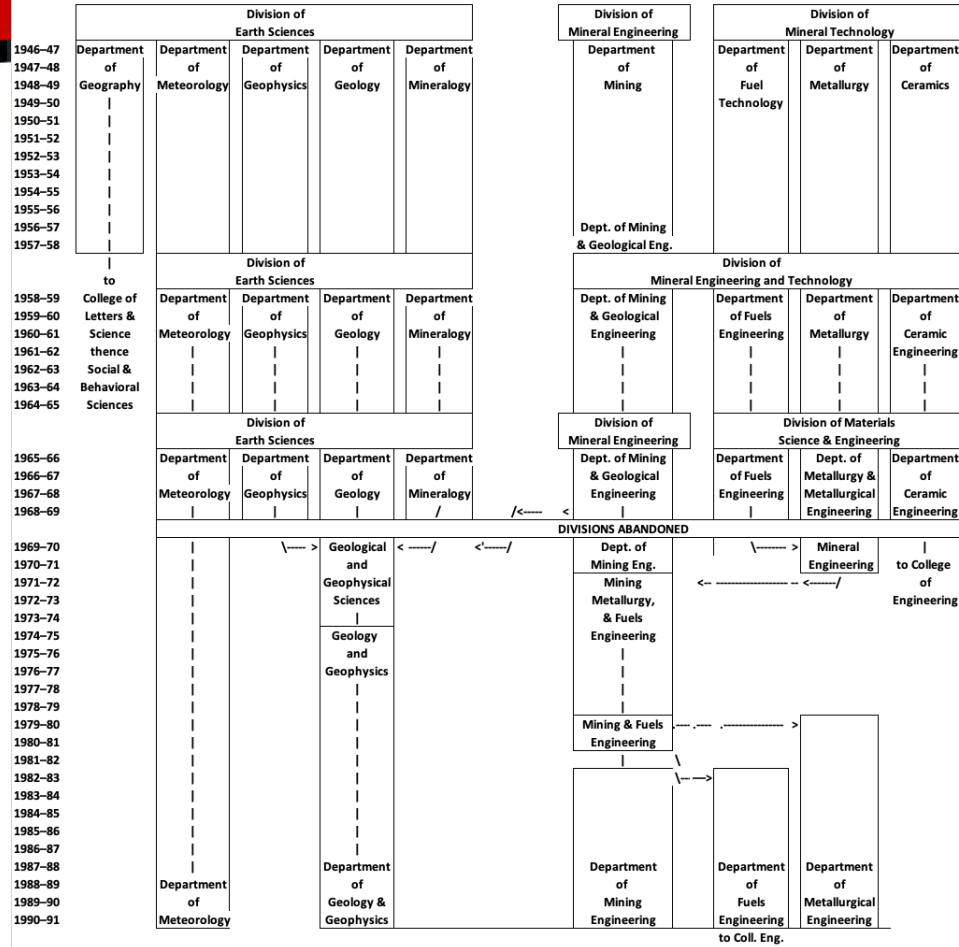 Division of Division of Division of
Earth Sciences Mineral Engineering Mineral Technology
1946–47 Department Department Department Department Department Department Department Department Department
1947–48 of of of of of of of of of
1948–49 Geography Meteorology Geophysics Geology Mineralogy Mining Fuel Metallurgy Ceramics
1949–50 Technology
1950–51
1951–52
1952–53
1953–54
1954–55
1955–56
1956–57 Dept. of Mining
1957–58 & Geological Eng.
Division of Division of
to Earth Sciences Mineral Engineering and Technology
1958–59 College of Department Department Department Department Dept. of Mining Department Department Department
1959–60 Letters & of of of of & Geological of Fuels of of
1960–61 Science Meteorology Geophysics Geology Mineralogy Engineering Engineering Metallurgy Ceramic
1961–62 thence Engineering
1962–63 Social &
1963–64 Behavioral
1964–65 Sciences
Division of Division of Division of Materials
Earth Sciences Mineral Engineering Science & Engineering
1965–66 Department Department Department Department Dept. of Mining Department Dept. of Department
1966–67 of of of of & Geological of Fuels Metallurgy & of
1967–68 Meteorology Geophysics Geology Mineralogy Engineering Engineering Metallurgical Ceramic
1968–69 Engineering Engineering
DIVISIONS ABANDONED
1969–70 Geological Dept. of Mineral
1970–71 and Mining Eng. Engineering to College
1971–72 Geophysical Mining of
1972–73 Sciences Metallurgy, Engineering
1973–74 & Fuels
1974–75 Geology Engineering
1975–76 and
1976–77 Geophysics
1977–78
1978–79
1979–80 Mining & Fuels
1980–81 Engineering
1981–82
1982–83
1983–84
1984–85
1985–86
1986–87
1987–88 Department Department Department Department
1988–89 Department of of of of
1989–90 of Geology & Mining Fuels Metallurgical
1990–91 Meteorology Geophysics Engineering Engineering Engineering
to Coll. Eng.